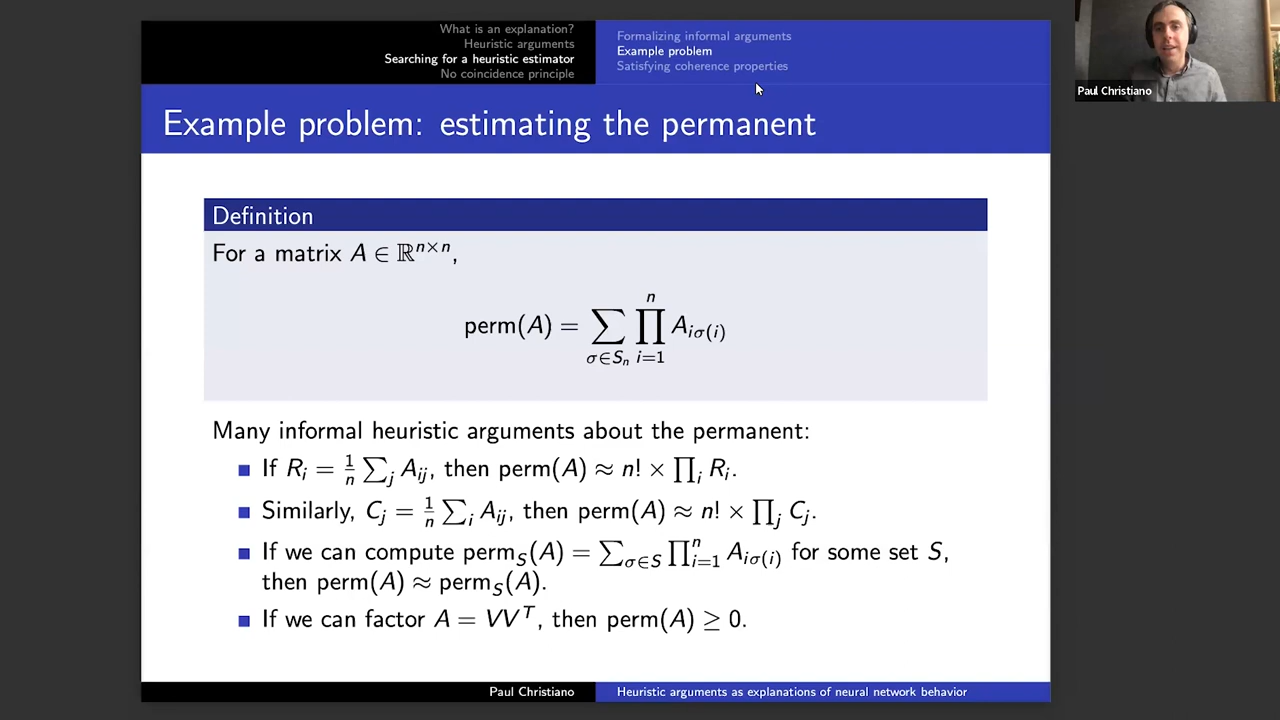 What is an explanation?
Heuristic arguments
Searching for a heuristic estimator
No coincidence principle
Formalizing informal arguments
Example problem
Satisfying coherence properties
Paul Christiano
Example problem: estimating the permanent
Definition
For a matrix A ∈ ℝⁿˣⁿ,
perm(A) = ∑_{σ∈Sₙ} ∏_{i=1}^{n} A_{iσ(i)}
Many informal heuristic arguments about the permanent:
■ If R_i = 1/n ∑_j A_{ij}, then perm(A) ≈ n! × ∏_i R_i.
■ Similarly, C_j = 1/n ∑_i A_{ij}, then perm(A) ≈ n! × ∏_j C_j.
■ If we can compute perm_S(A) = ∑_{σ∈S} ∏_{i=1}^{n} A_{iσ(i)} for some set S,
then perm(A) ≈ perm_S(A).
■ If we can factor A = VV^T, then perm(A) ≥ 0.
Paul Christiano
Heuristic arguments as explanations of neural network behavior